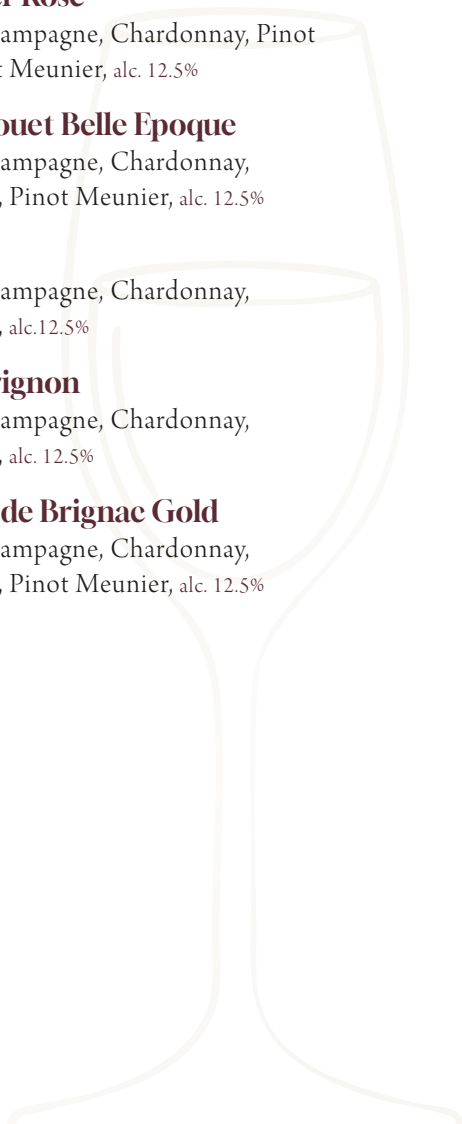 er Rosé
ampagne, Chardonnay, Pinot
t Meunier, alc. 12.5%
ouet Belle Epoque
ampagne, Chardonnay,
, Pinot Meunier, alc. 12.5%
ampagne, Chardonnay,
, alc.12.5%
rignon
ampagne, Chardonnay,
, alc. 12.5%
de Brignac Gold
ampagne, Chardonnay,
, Pinot Meunier, alc. 12.5%